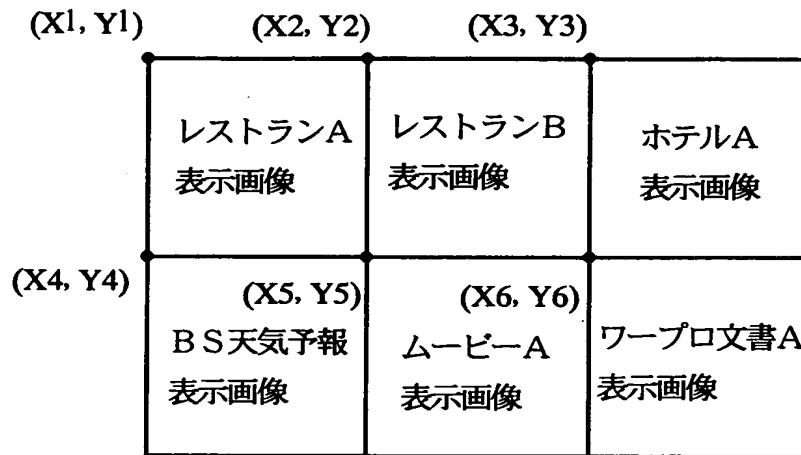 (X1, Y1) (X2, Y2) (X3, Y3)
レストランA
表示画像
レストランB
表示画像
ホテルA
表示画像
(X4, Y4) (X5, Y5) (X6, Y6)
BS天気予報
表示画像
ムービーA
表示画像
ワープロ文書A
表示画像